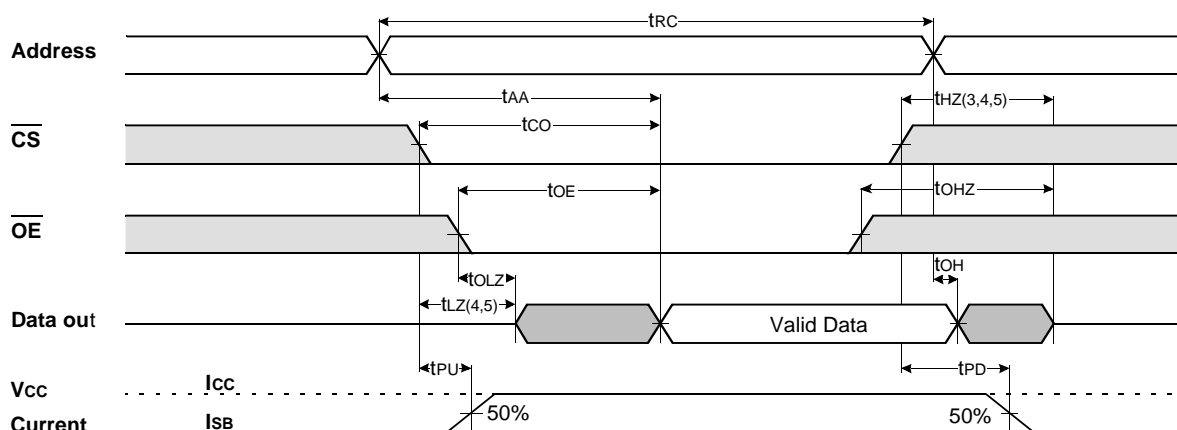 tRC
Address
tAA
tHZ(3,4,5)
CS
tCO
tOE
tOHZ
OE
tOLZ
tOH
tLZ(4,5)
Data out
Valid Data
tPU
tPD
VCC
ICC
50%
50%
Current
ISB